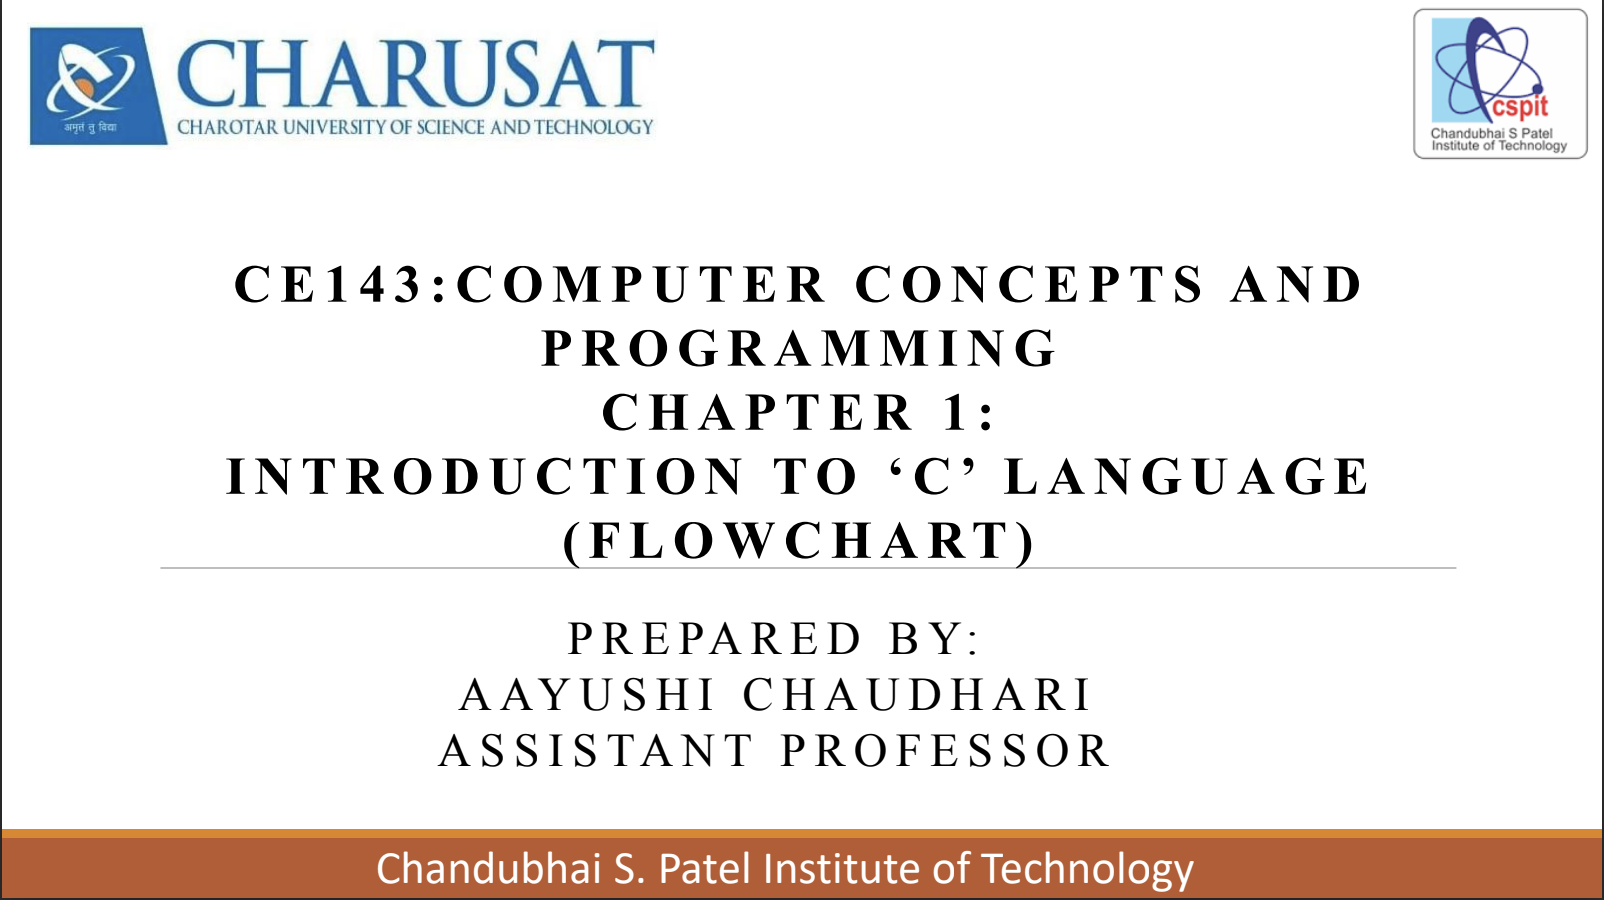 CHARUSAT
CHAROTAR UNIVERSITY OF SCIENCE AND TECHNOLOGY
अमृतं तु विद्या
cspit
Chandubhai S Patel
Institute of Technology
CE143:COMPUTER CONCEPTS AND
PROGRAMMING
CHAPTER 1:
INTRODUCTION TO ‘C’ LANGUAGE
(FLOWCHART)
PREPARED BY:
AAYUSHI CHAUDHARI
ASSISTANT PROFESSOR
Chandubhai S. Patel Institute of Technology